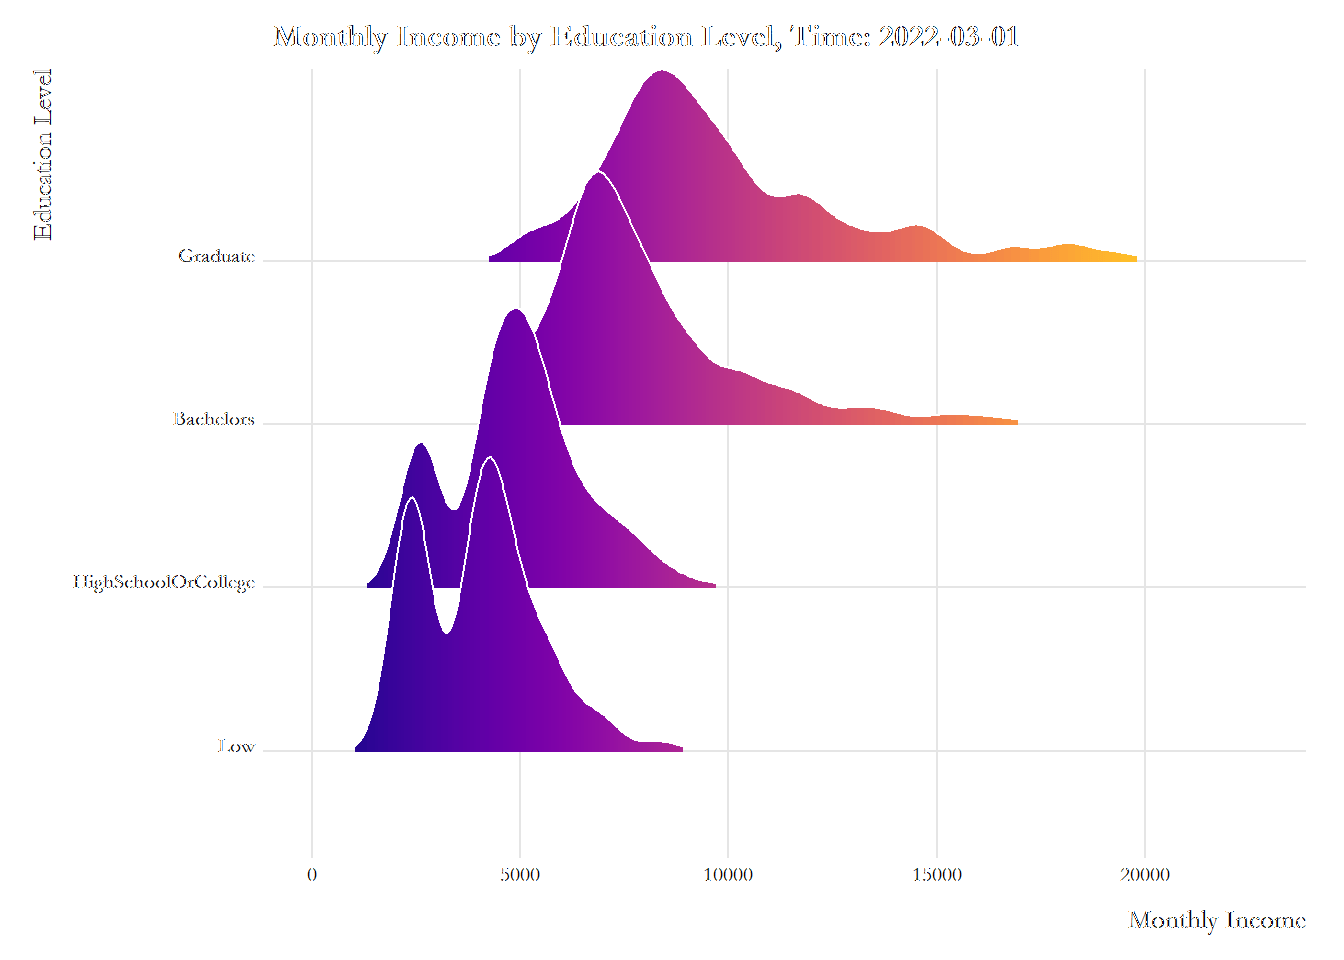 Monthly Income by Education Level, Time: 2022-03-01
Education Level
Graduate
Bachelors
HighSchoolOrCollege
Low
0 5000 10000 15000 20000
Monthly Income